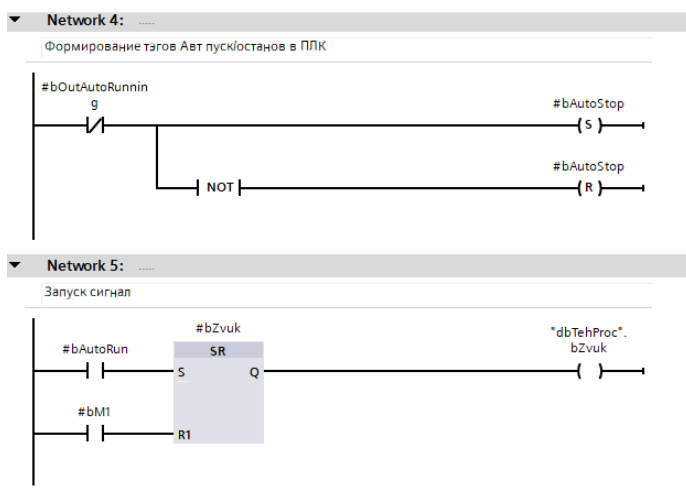 Network 4: .....
Формирование тэгов Авт пуск/останов в ПЛК
#bOutAutoRunnin
g
#bAutoStop
S
#bAutoStop
NOT
R
Network 5: .....
Запуск сигнал
#bZvuk
"dbTehProc".
bZvuk
#bAutoRun
SR
S
Q
#bM1
R1